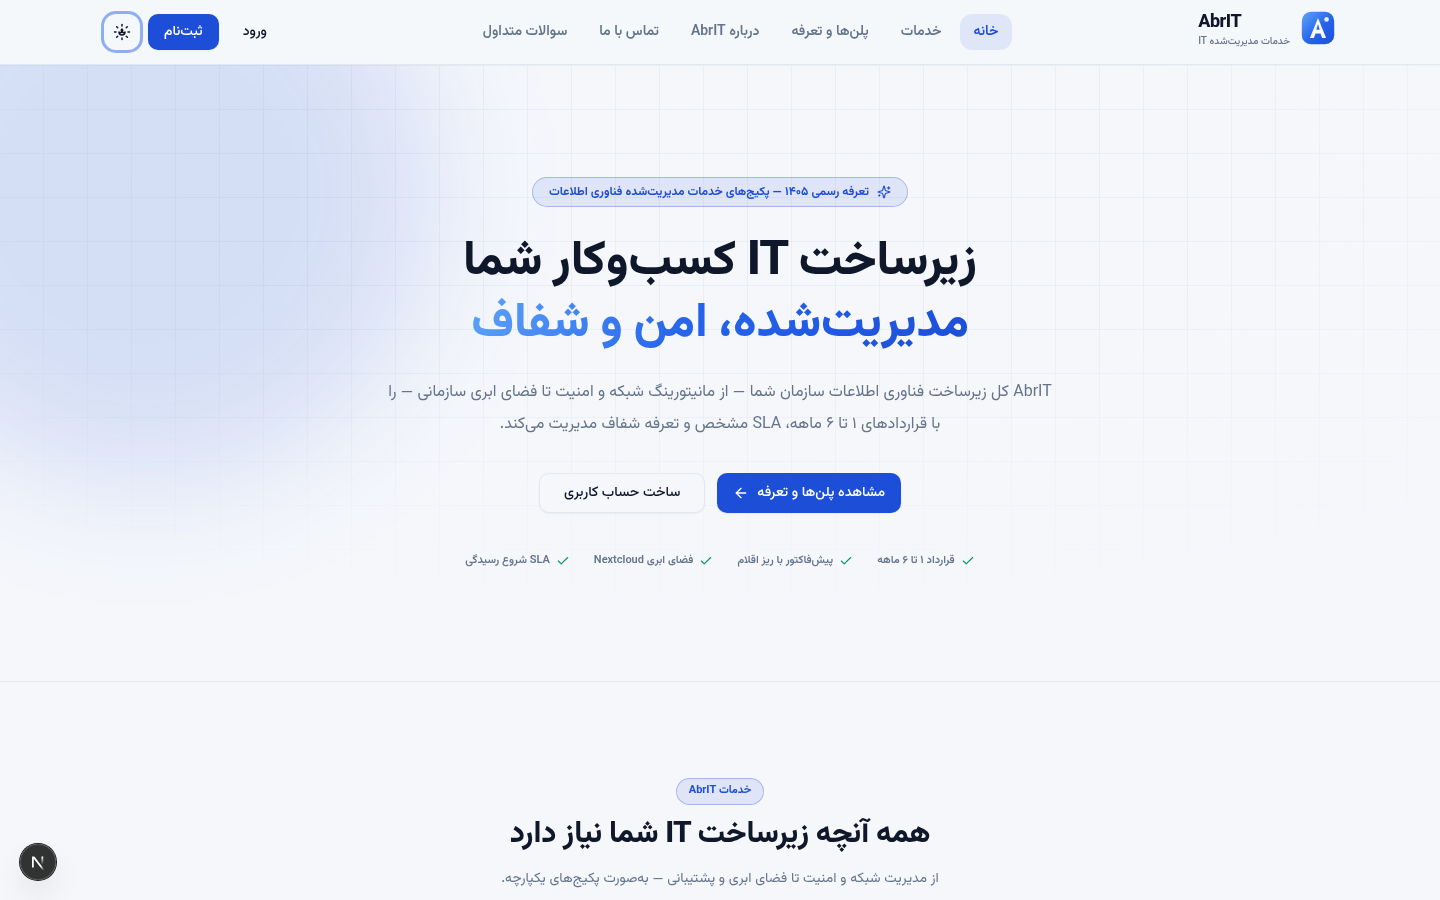 AbrIT
خدمات مدیریت‌شده IT
خانه
خدمات
پلن‌ها و تعرفه
درباره AbrIT
تماس با ما
سوالات متداول
ورود
ثبت‌نام
تعرفه رسمی ۱۴۰۵ — پکیج‌های خدمات مدیریت‌شده فناوری اطلاعات
زیرساخت IT کسب‌وکار شما
مدیریت‌شده، امن و شفاف
AbrIT کل زیرساخت فناوری اطلاعات سازمان شما — از مانیتورینگ شبکه و امنیت تا فضای ابری سازمانی — را
با قراردادهای ۱ تا ۶ ماهه، SLA مشخص و تعرفه شفاف مدیریت می‌کند.
مشاهده پلن‌ها و تعرفه
ساخت حساب کاربری
قرارداد ۱ تا ۶ ماهه
پیش‌فاکتور با ریز اقلام
فضای ابری Nextcloud
SLA شروع رسیدگی
خدمات AbrIT
همه آنچه زیرساخت IT شما نیاز دارد
از مدیریت شبکه و امنیت تا فضای ابری و پشتیبانی — به‌صورت پکیج‌های یکپارچه.